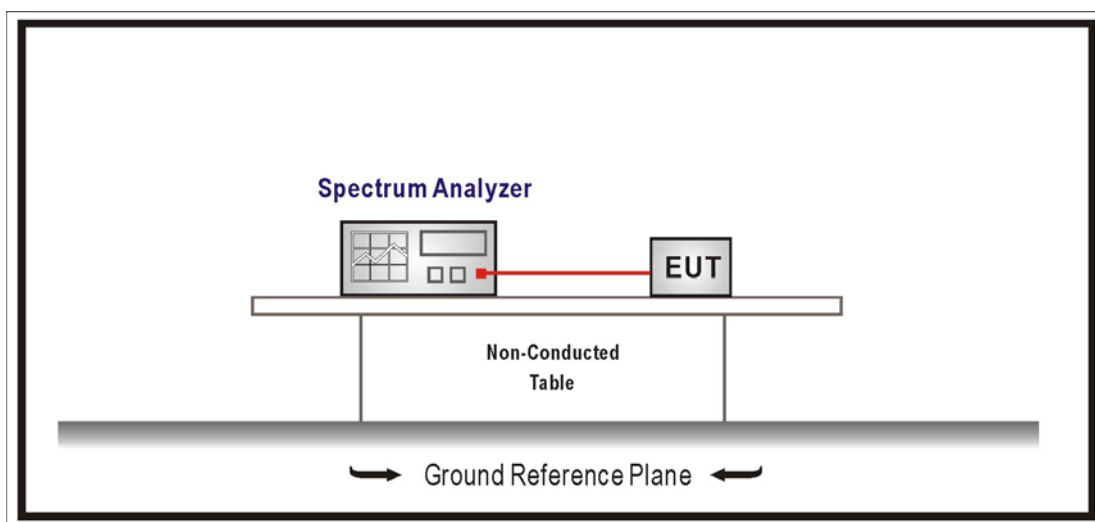 Spectrum Analyzer
EUT
Non-Conducted
Table
Ground Reference Plane